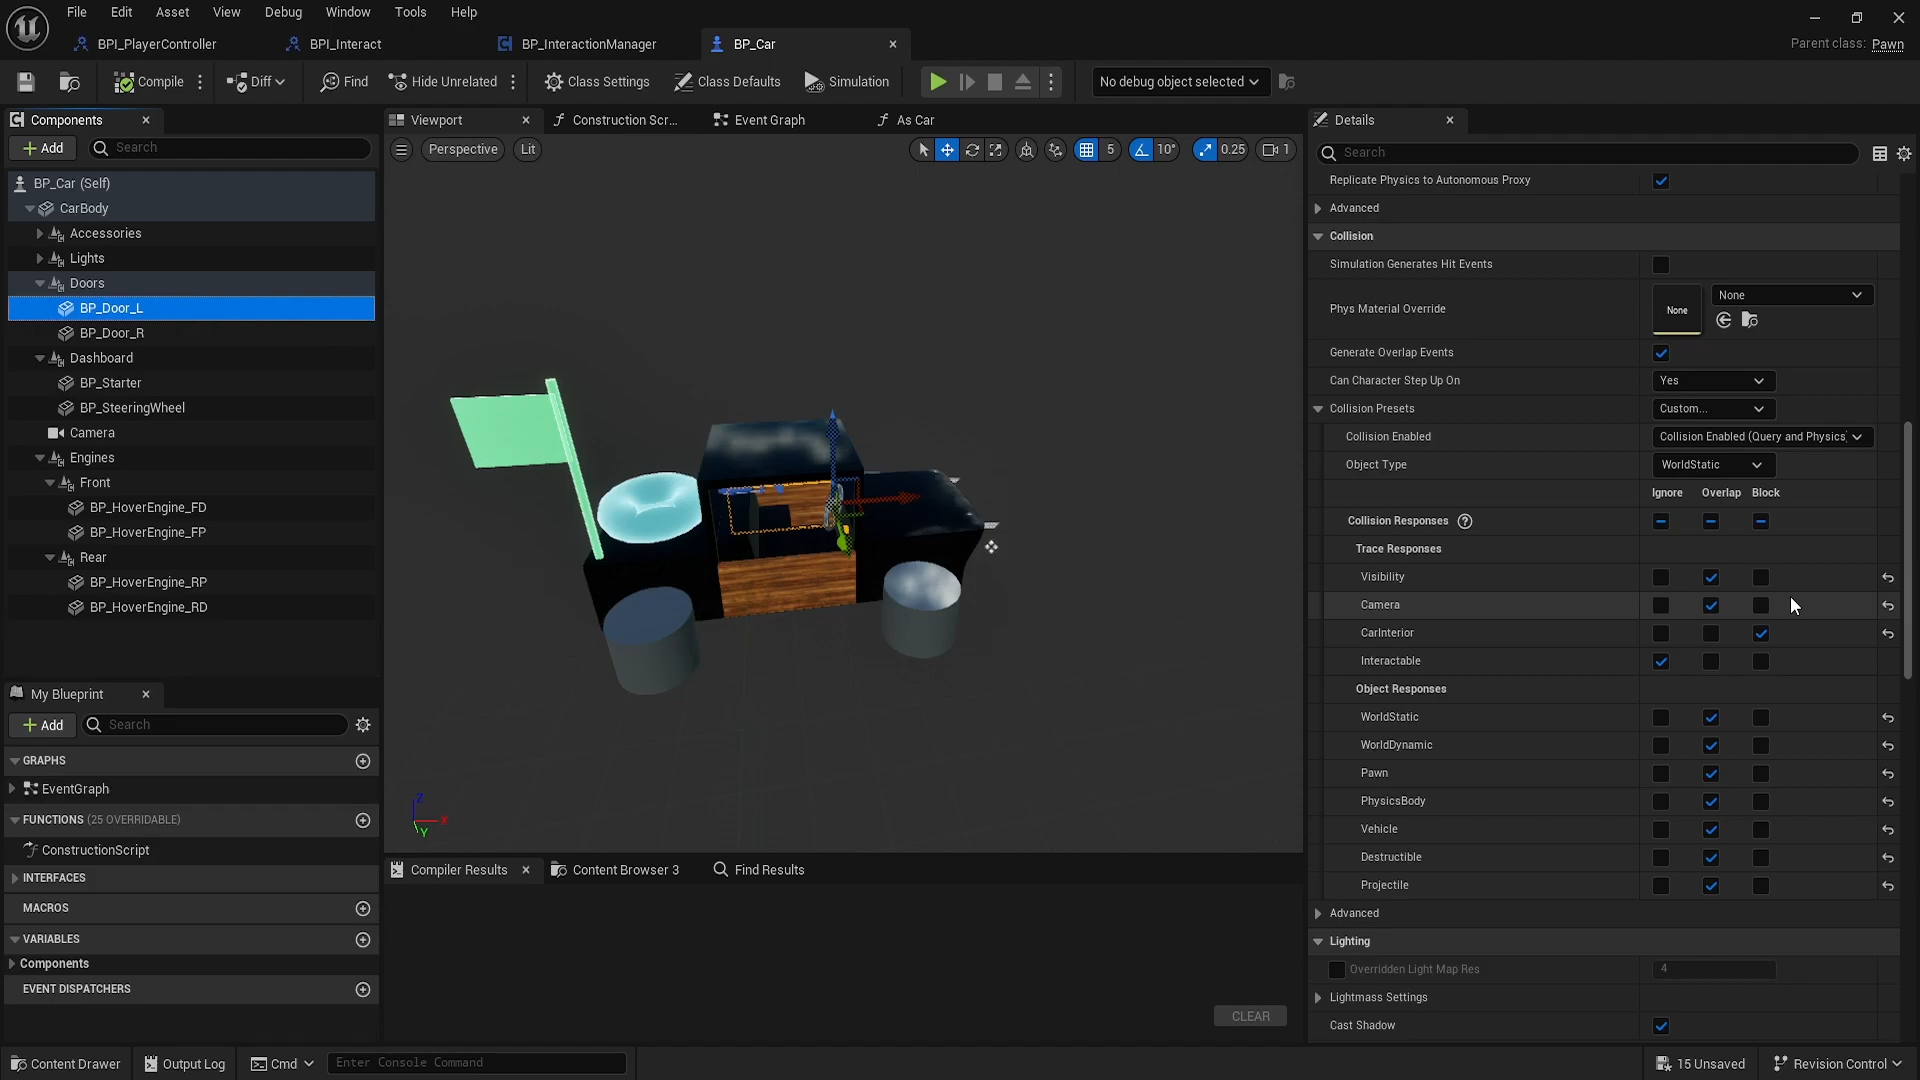 File Edit Asset View Debug Window Tools Help
BPI_PlayerController BPI_Interact BP_InteractionManager BP_Car
Parent class: Pawn
Compile Diff Find Hide Unrelated Class Settings Class Defaults Simulation No debug object selected
Components
Add Search
BP_Car (Self)
CarBody
Accessories
Lights
Doors
BP_Door_L
BP_Door_R
Dashboard
BP_Starter
BP_SteeringWheel
Camera
Engines
Front
BP_HoverEngine_FD
BP_HoverEngine_FP
Rear
BP_HoverEngine_RP
BP_HoverEngine_RD
My Blueprint
Add Search
GRAPHS
EventGraph
FUNCTIONS (25 OVERRIDABLE)
ConstructionScript
INTERFACES
MACROS
VARIABLES
Components
EVENT DISPATCHERS
Viewport Construction Scr... Event Graph As Car
Perspective Lit 5 10° 0.25 1
Z
X
Y
Compiler Results Content Browser 3 Find Results
CLEAR
Details
Search
Replicate Physics to Autonomous Proxy
Advanced
Collision
Simulation Generates Hit Events
Phys Material Override None None
Generate Overlap Events
Can Character Step Up On Yes
Collision Presets Custom...
Collision Enabled Collision Enabled (Query and Physics)
Object Type WorldStatic
Ignore Overlap Block
Collision Responses ?
Trace Responses
Visibility
Camera
CarInterior
Interactable
Object Responses
WorldStatic
WorldDynamic
Pawn
PhysicsBody
Vehicle
Destructible
Projectile
Advanced
Lighting
Overridden Light Map Res 4
Lightmass Settings
Cast Shadow
Content Drawer Output Log Cmd Enter Console Command 15 Unsaved Revision Control